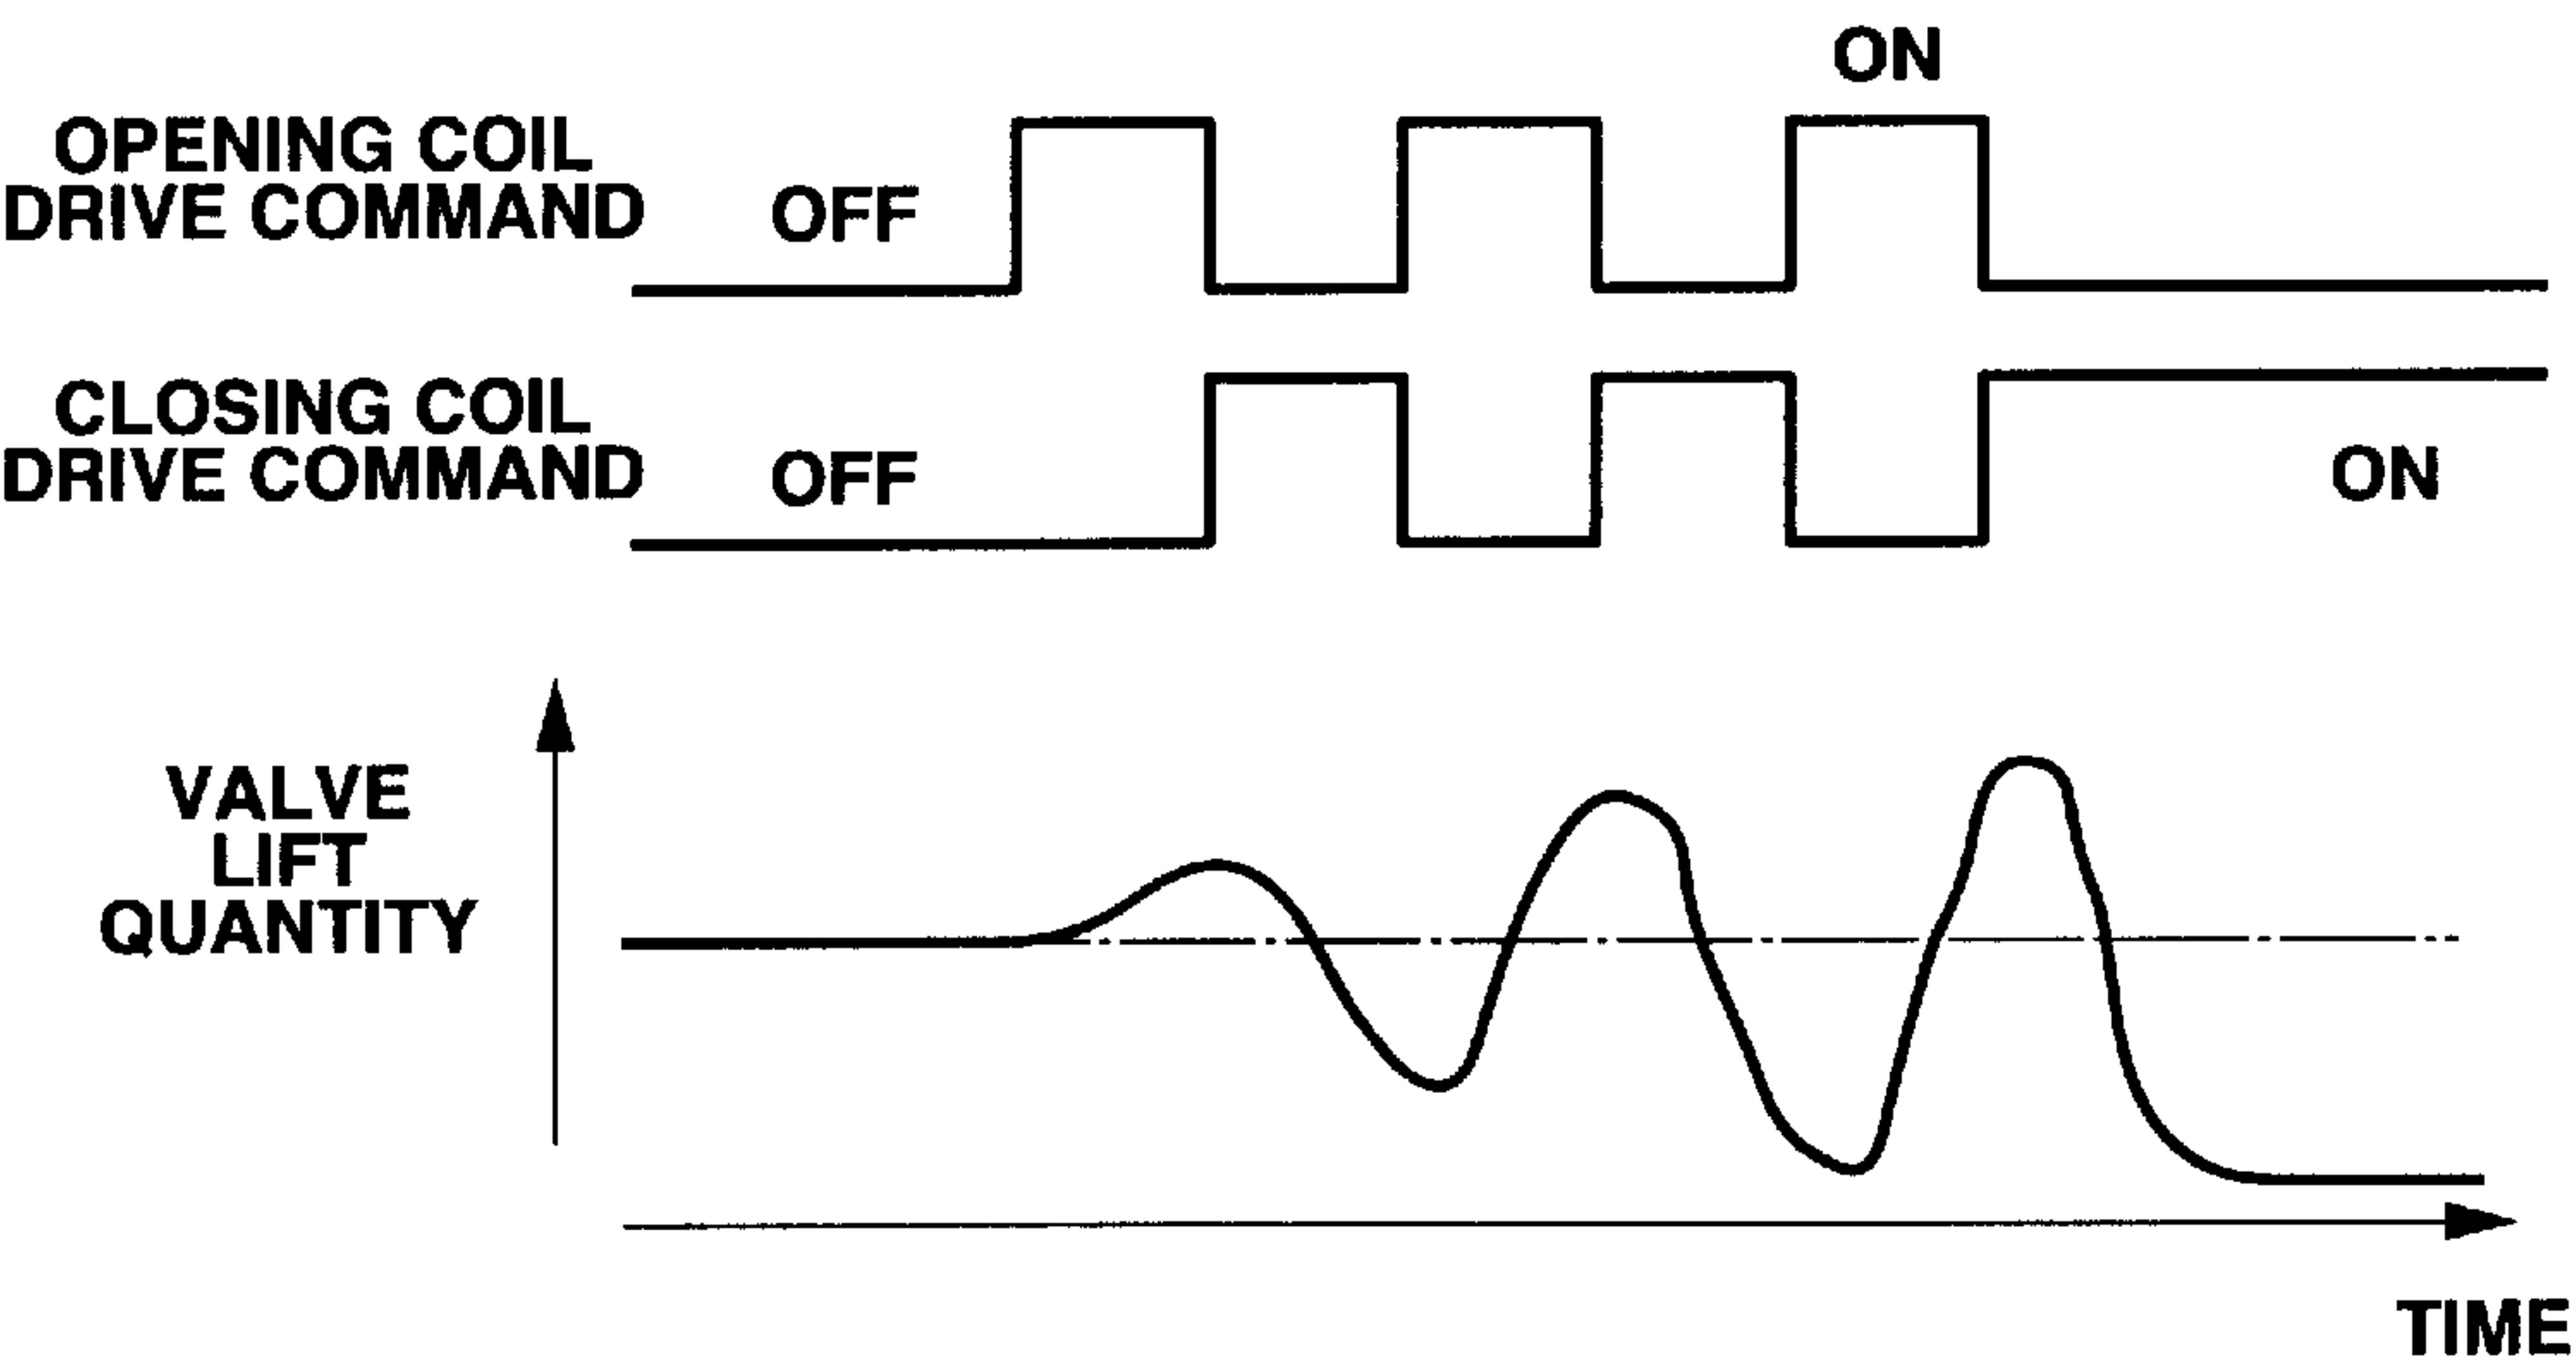 ON
OPENING COIL
DRIVE COMMAND
OFF
CLOSING COIL
DRIVE COMMAND
OFF
ON
VALVE
LIFT
QUANTITY
TIME